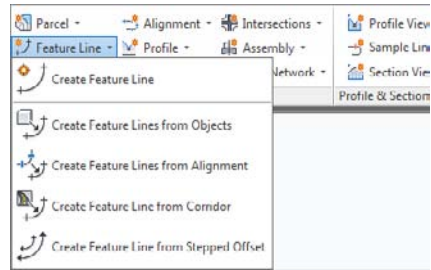 Parcel Alignment Intersections Profile View
Feature Line Profile Assembly Sample Line
Create Feature Line Network Section View
Profile & Section
Create Feature Lines from Objects
Create Feature Lines from Alignment
Create Feature Line from Corridor
Create Feature Line from Stepped Offset